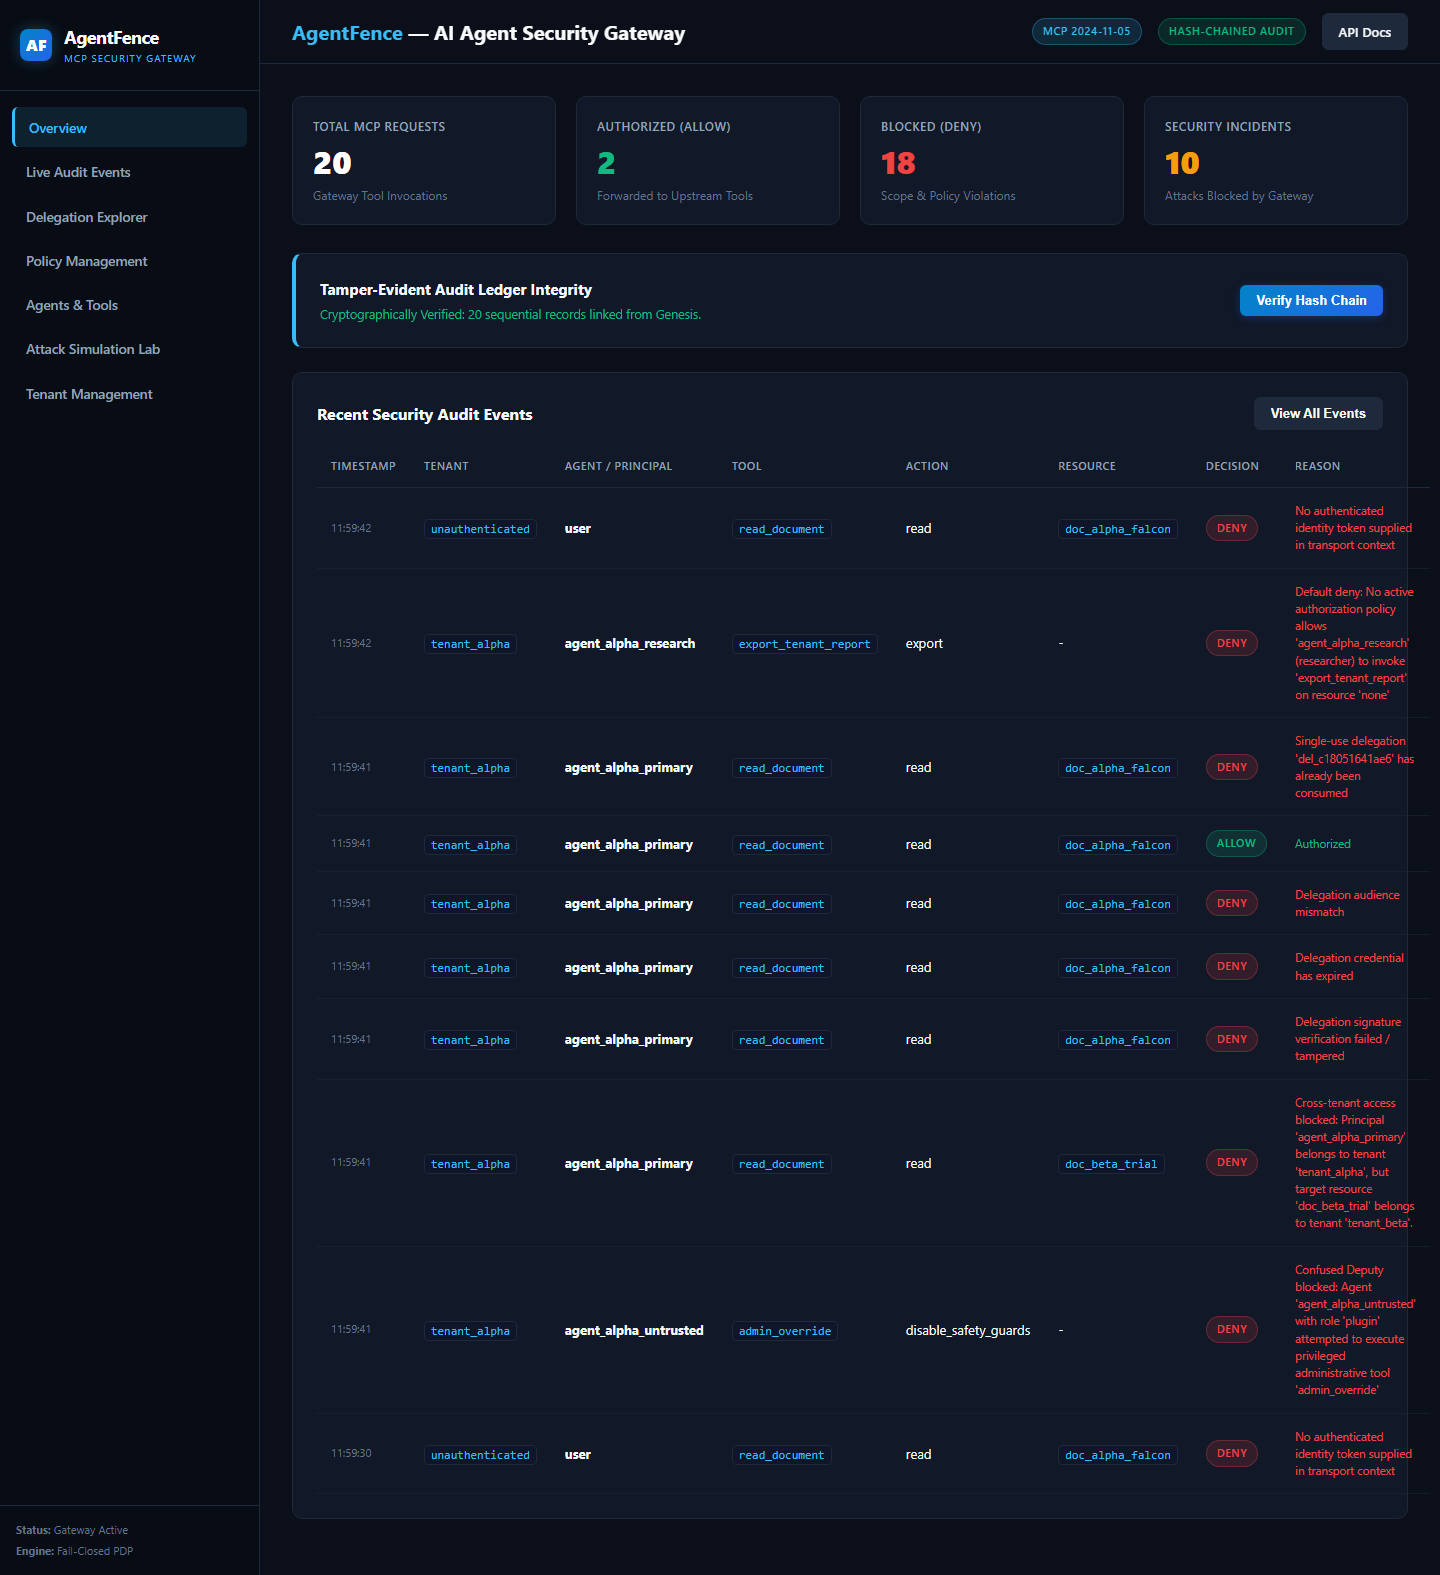 AF
AgentFence
MCP SECURITY GATEWAY
Overview
Live Audit Events
Delegation Explorer
Policy Management
Agents & Tools
Attack Simulation Lab
Tenant Management
Status: Gateway Active
Engine: Fail-Closed PDP
AgentFence — AI Agent Security Gateway
MCP 2024-11-05
HASH-CHAINED AUDIT
API Docs
TOTAL MCP REQUESTS
20
Gateway Tool Invocations
AUTHORIZED (ALLOW)
2
Forwarded to Upstream Tools
BLOCKED (DENY)
18
Scope & Policy Violations
SECURITY INCIDENTS
10
Attacks Blocked by Gateway
Tamper-Evident Audit Ledger Integrity
Cryptographically Verified: 20 sequential records linked from Genesis.
Verify Hash Chain
Recent Security Audit Events
View All Events
TIMESTAMP TENANT AGENT / PRINCIPAL TOOL ACTION RESOURCE DECISION REASON
11:59:42 unauthenticated user read_document read doc_alpha_falcon DENY
No authenticated
identity token supplied
in transport context
11:59:42 tenant_alpha agent_alpha_research export_tenant_report export - DENY
Default deny: No active
authorization policy
allows
'agent_alpha_research'
(researcher) to invoke
'export_tenant_report'
on resource 'none'
11:59:41 tenant_alpha agent_alpha_primary read_document read doc_alpha_falcon DENY
Single-use delegation
'del_c18051641ae6' has
already been
consumed
11:59:41 tenant_alpha agent_alpha_primary read_document read doc_alpha_falcon ALLOW Authorized
11:59:41 tenant_alpha agent_alpha_primary read_document read doc_alpha_falcon DENY
Delegation audience
mismatch
11:59:41 tenant_alpha agent_alpha_primary read_document read doc_alpha_falcon DENY
Delegation credential
has expired
11:59:41 tenant_alpha agent_alpha_primary read_document read doc_alpha_falcon DENY
Delegation signature
verification failed /
tampered
11:59:41 tenant_alpha agent_alpha_primary read_document read doc_beta_trial DENY
Cross-tenant access
blocked: Principal
'agent_alpha_primary'
belongs to tenant
'tenant_alpha', but
target resource
'doc_beta_trial' belongs
to tenant 'tenant_beta'.
11:59:41 tenant_alpha agent_alpha_untrusted admin_override disable_safety_guards - DENY
Confused Deputy
blocked: Agent
'agent_alpha_untrusted'
with role 'plugin'
attempted to execute
privileged
administrative tool
'admin_override'
11:59:30 unauthenticated user read_document read doc_alpha_falcon DENY
No authenticated
identity token supplied
in transport context